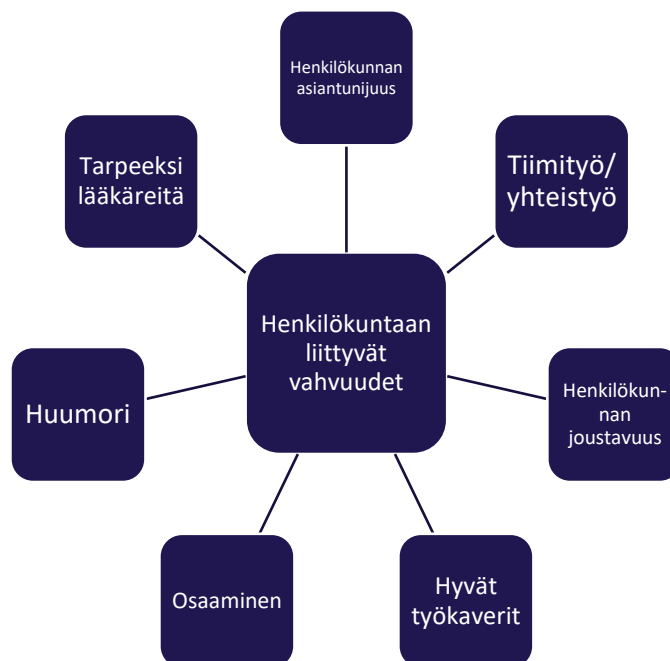 Henkilökunnan
asiantunijuus
Tiimityö/
yhteistyö
Henkilökun-
nan
joustavuus
Hyvät
työkaverit
Osaaminen
Huumori
Tarpeeksi
lääkäreitä
Henkilökuntaan
liittyvät
vahvuudet